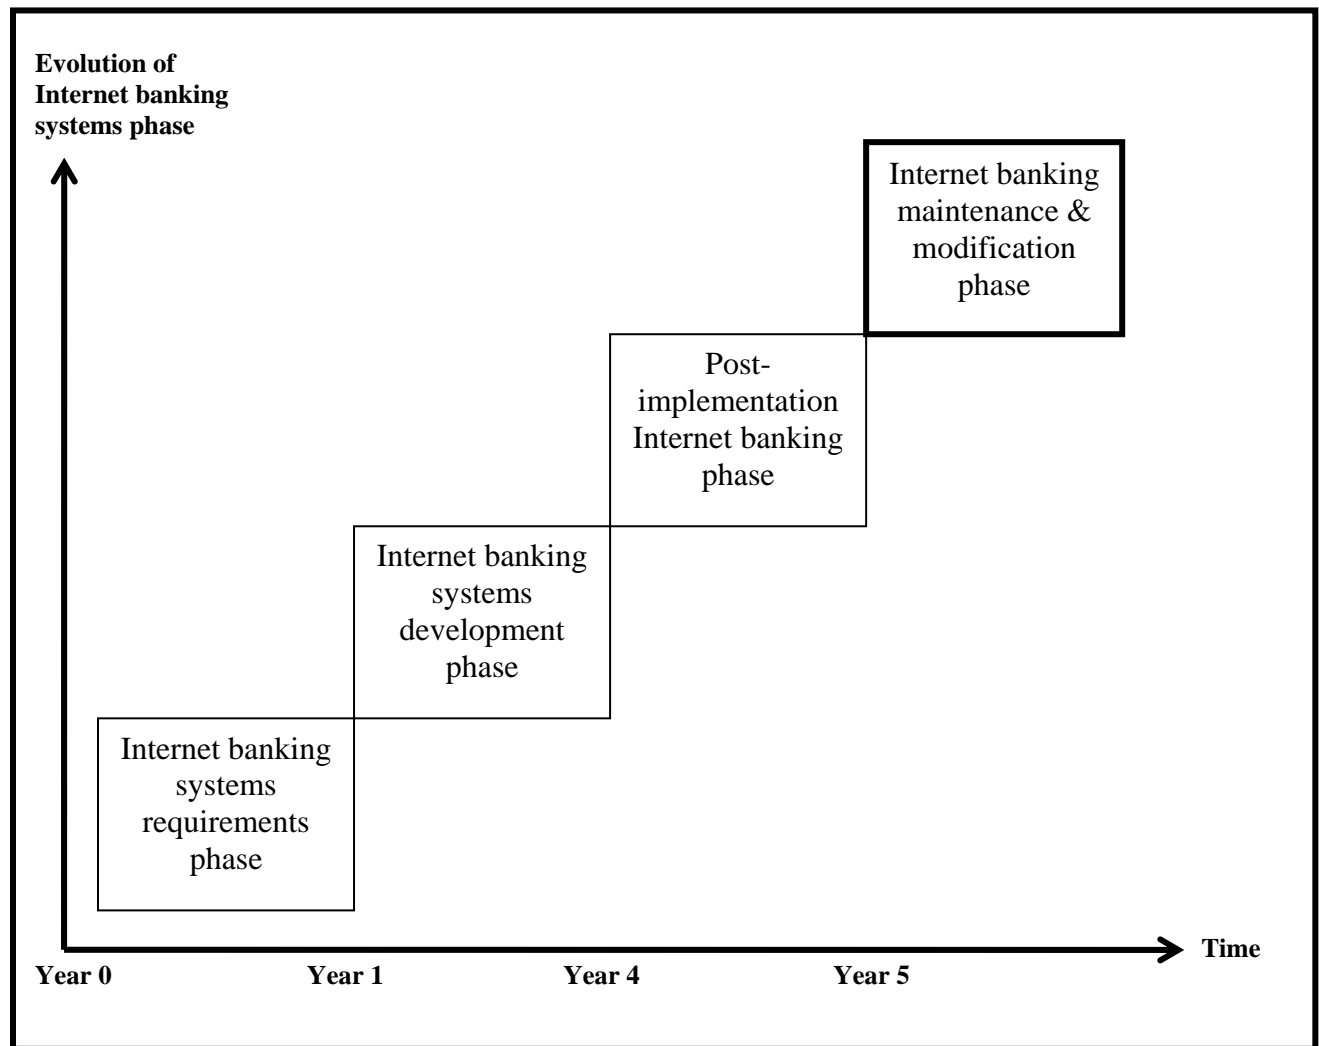 Evolution of
Internet banking
systems phase
Internet banking
maintenance &
modification
phase
Post-
implementation
Internet banking
phase
Internet banking
systems
development
phase
Internet banking
systems
requirements
phase
Time
Year 0 Year 1 Year 4 Year 5